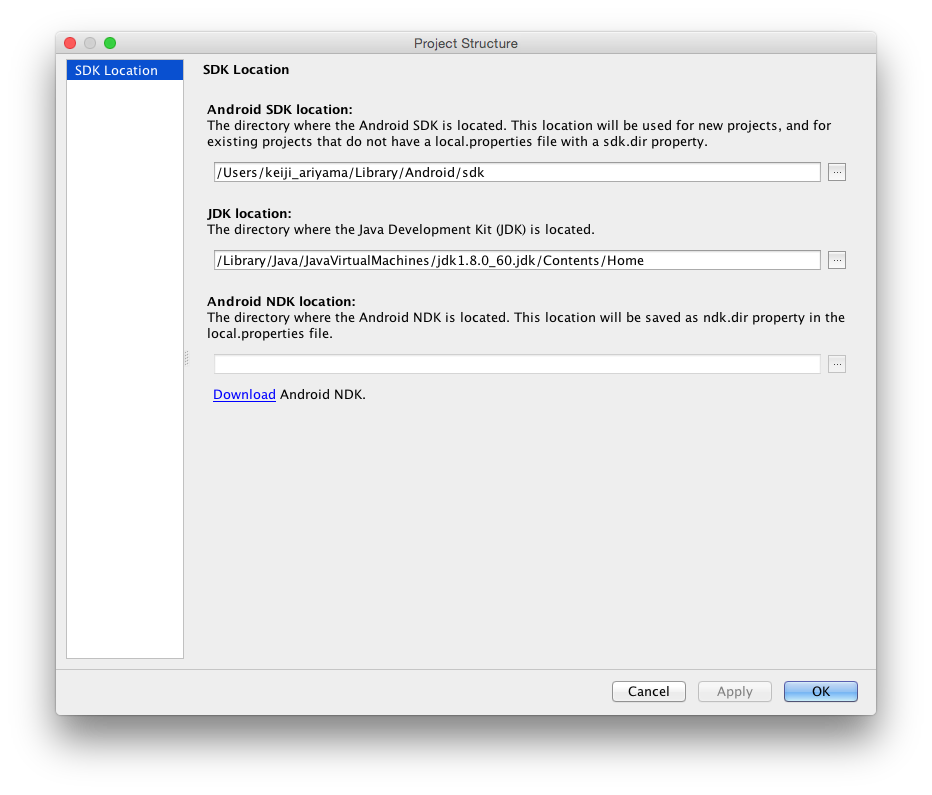 Project Structure
SDK Location
SDK Location
Android SDK location:
The directory where the Android SDK is located. This location will be used for new projects, and for
existing projects that do not have a local.properties file with a sdk.dir property.
/Users/keiji_ariyama/Library/Android/sdk
...
JDK location:
The directory where the Java Development Kit (JDK) is located.
/Library/Java/JavaVirtualMachines/jdk1.8.0_60.jdk/Contents/Home
...
Android NDK location:
The directory where the Android NDK is located. This location will be saved as ndk.dir property in the
local.properties file.
...
Download Android NDK.
Cancel
Apply
OK